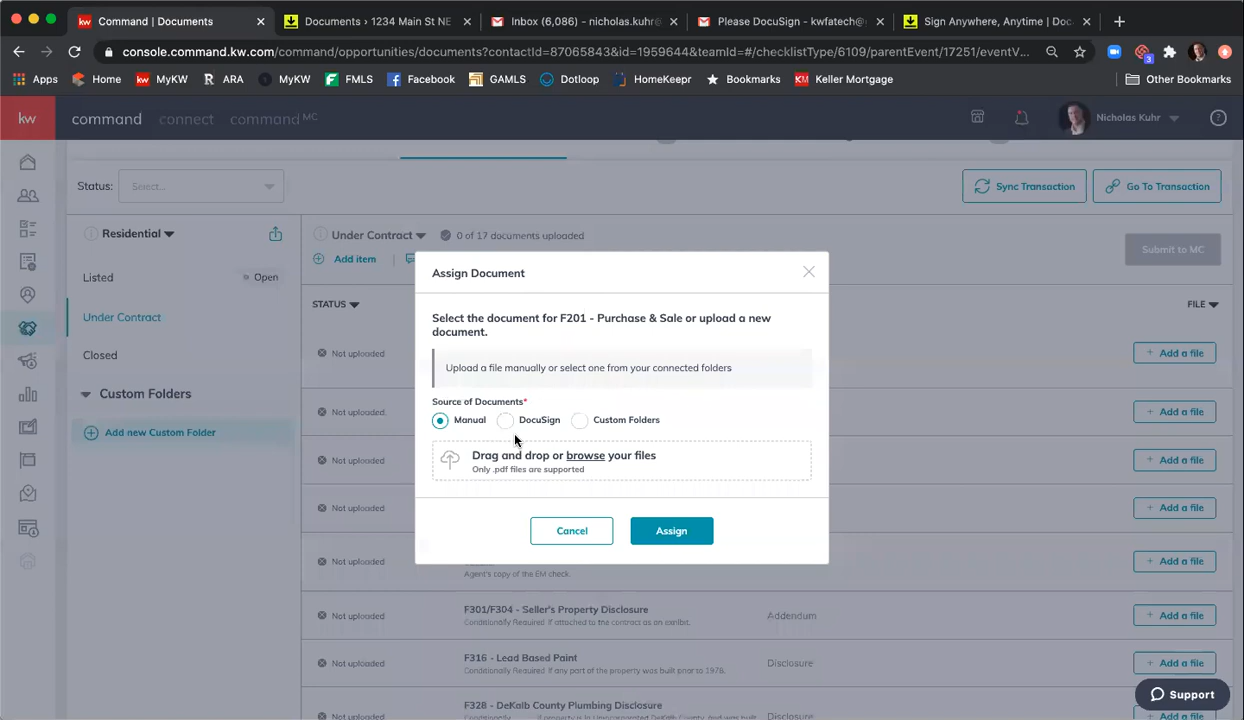 Command | Documents
Documents › 1234 Main St NE
Inbox (6,086) - nicholas.kuhr@
Please DocuSign - kwfatech@
Sign Anywhere, Anytime | Doc
console.command.kw.com/command/opportunities/documents?contactId=87065843&id=1959644&teamId=#/checklistType/6109/parentEvent/17251/eventV...
3
Apps
Home
kw MyKW
R ARA
MyKW
FMLS
Facebook
GAMLS
Dotloop
HomeKeepr
Bookmarks
KM Keller Mortgage
Other Bookmarks
kw
command
connect
command MC
Nicholas Kuhr
Status:
Select...
Sync Transaction
Go To Transaction
Residential
Under Contract
0 of 17 documents uploaded
Add item
Submit to MC
Listed
Open
Under Contract
Closed
Custom Folders
Add new Custom Folder
STATUS
FILE
Assign Document
Select the document for F201 - Purchase & Sale or upload a new
document.
Upload a file manually or select one from your connected folders
Source of Documents*
Manual
DocuSign
Custom Folders
Drag and drop or browse your files
Only .pdf files are supported
Cancel
Assign
Not uploaded
+ Add a file
Not uploaded
+ Add a file
Not uploaded
+ Add a file
Not uploaded
+ Add a file
Not uploaded
Agent's copy of the EM check.
+ Add a file
Not uploaded
F301/F304 - Seller's Property Disclosure
Conditionally Required If attached to the contract as an exhibit.
Addendum
+ Add a file
Not uploaded
F316 - Lead Based Paint
Conditionally Required If any part of the property was built prior to 1978.
Disclosure
+ Add a file
Not uploaded
F328 - DeKalb County Plumbing Disclosure
+ Add a file
Support